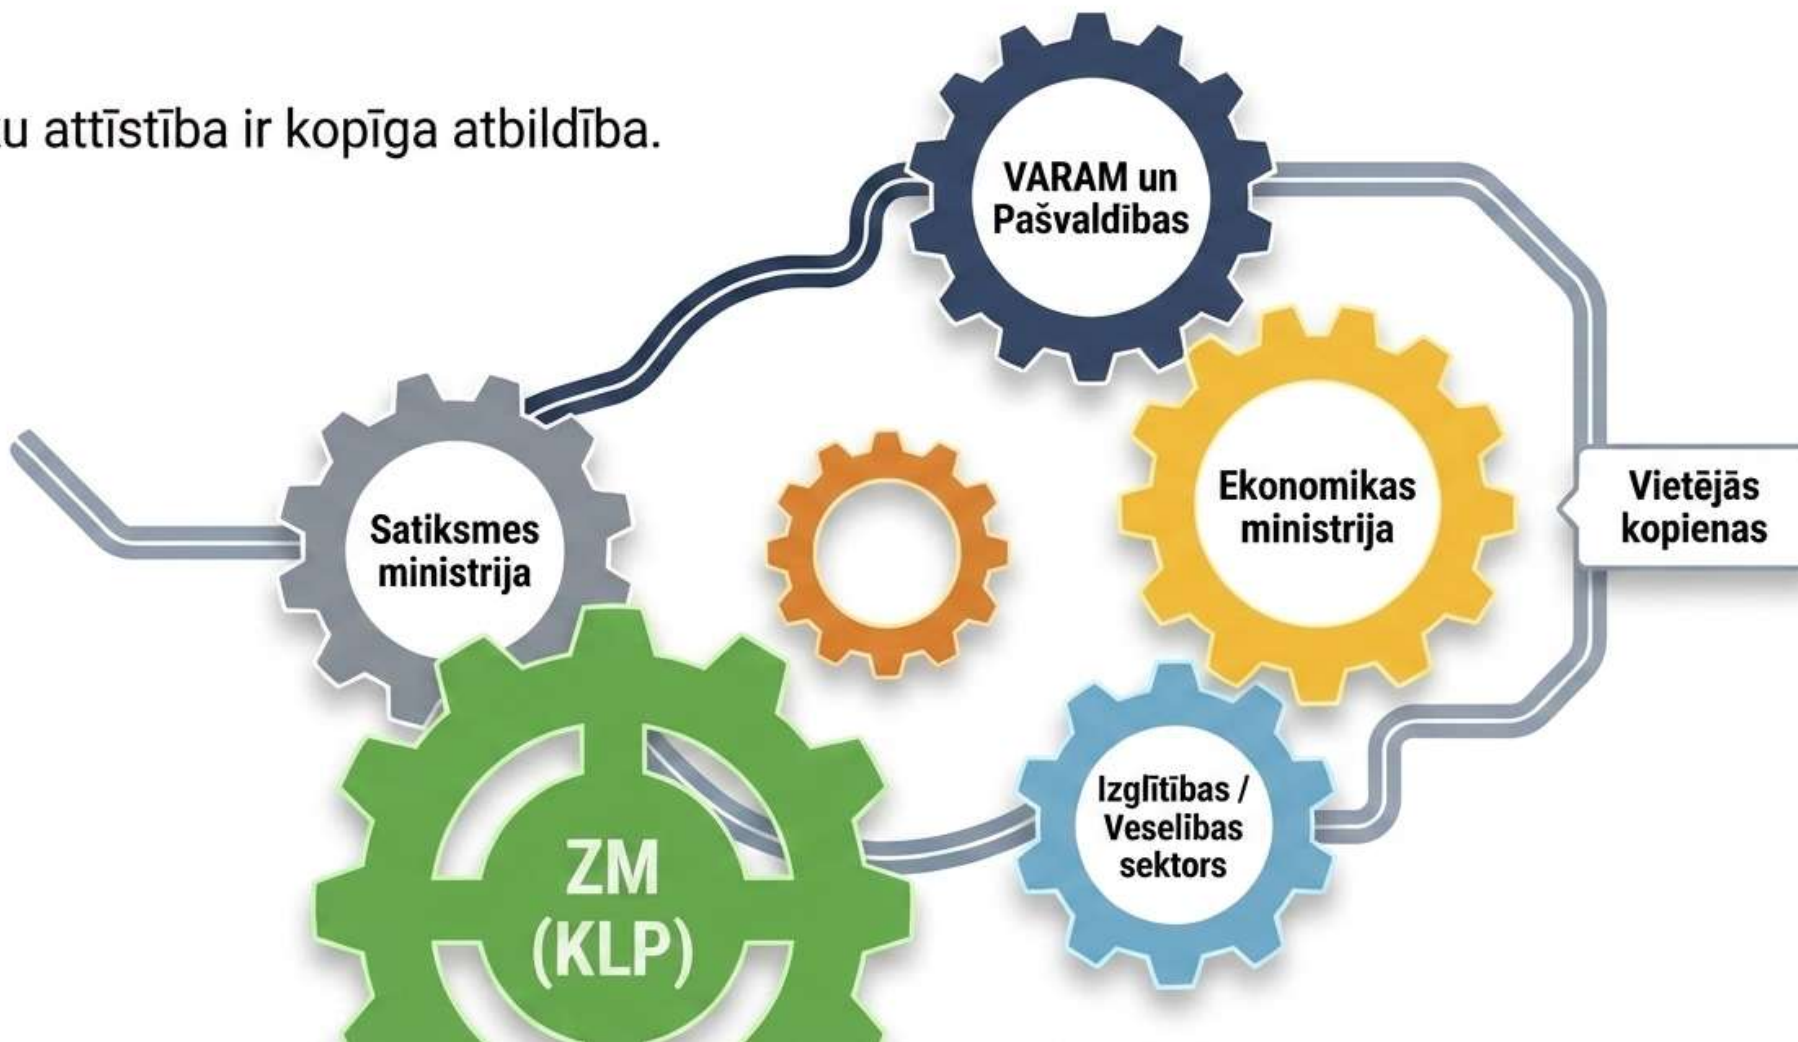 attīstība ir kopīga atbildība.
VARAM un
Pašvaldības
Ekonomikas
ministrija
Vietējās
kopienas
Satiksmes
ministrija
Izglītības /
Veselības
sektors
ZM
(KLP)